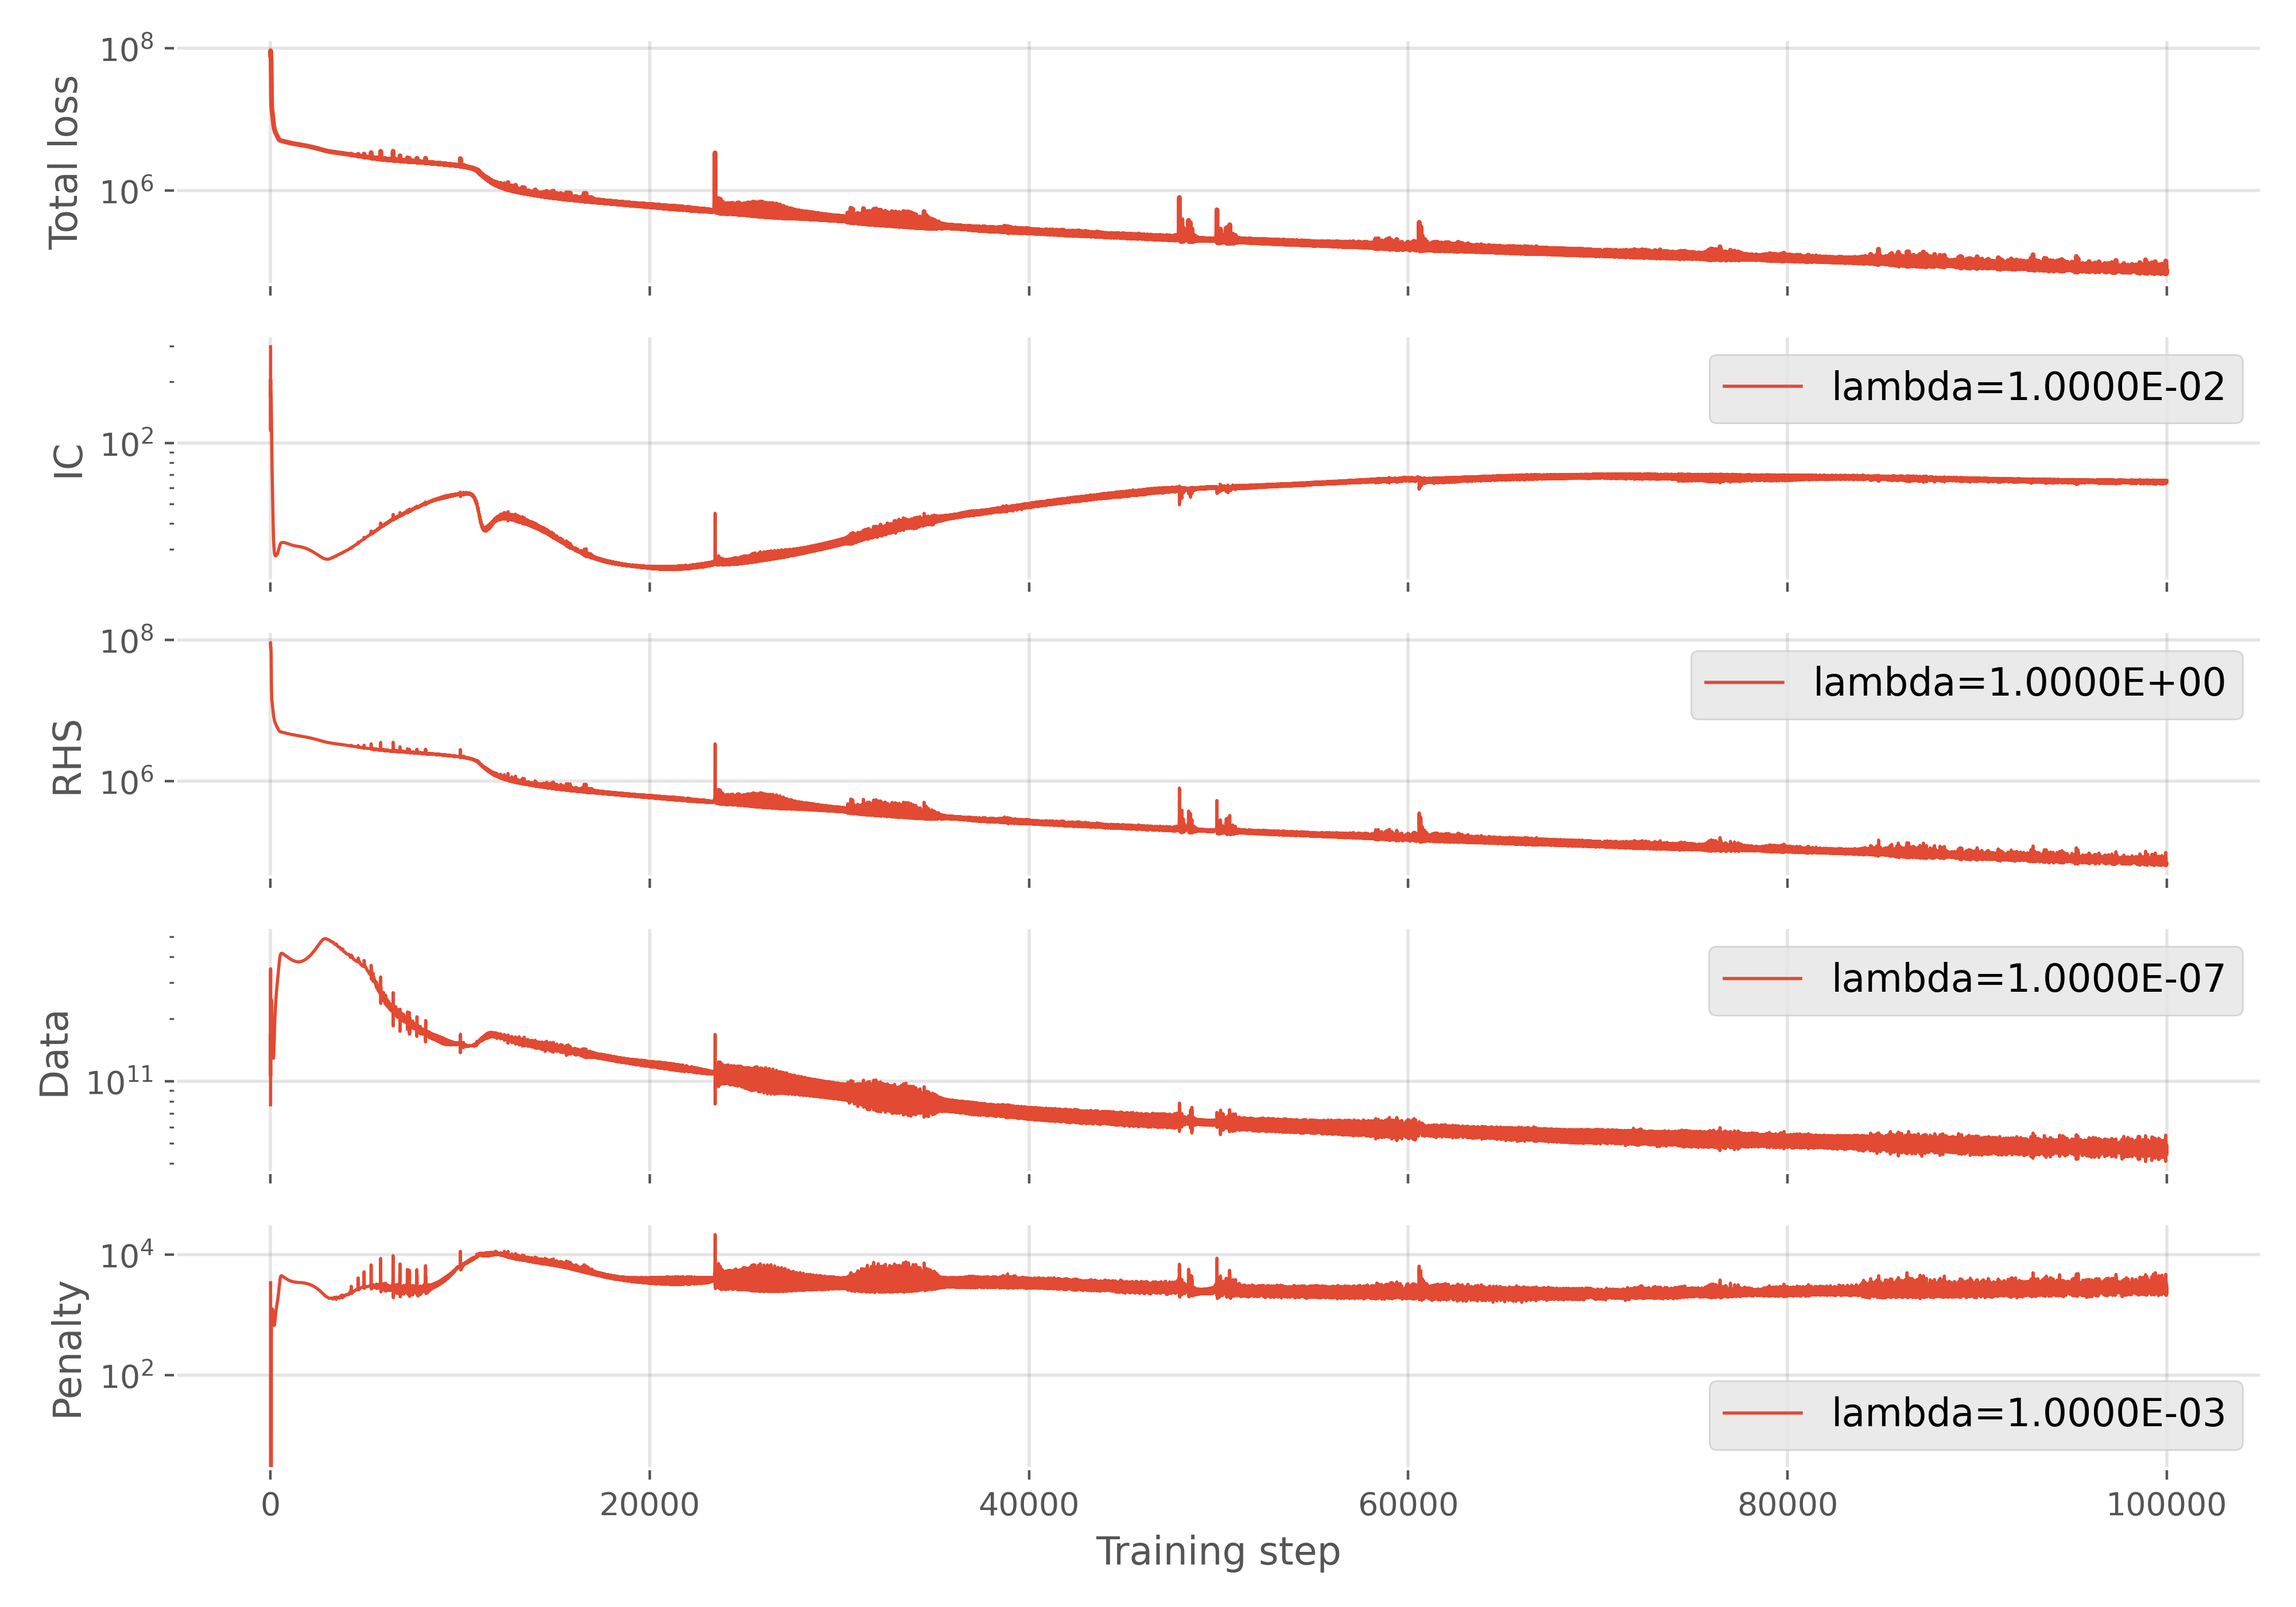 Total loss
10^8
10^6
IC
10^2
lambda=1.0000E-02
RHS
10^8
10^6
lambda=1.0000E+00
Data
10^11
lambda=1.0000E-07
Penalty
10^4
10^2
lambda=1.0000E-03
0 20000 40000 60000 80000 100000
Training step